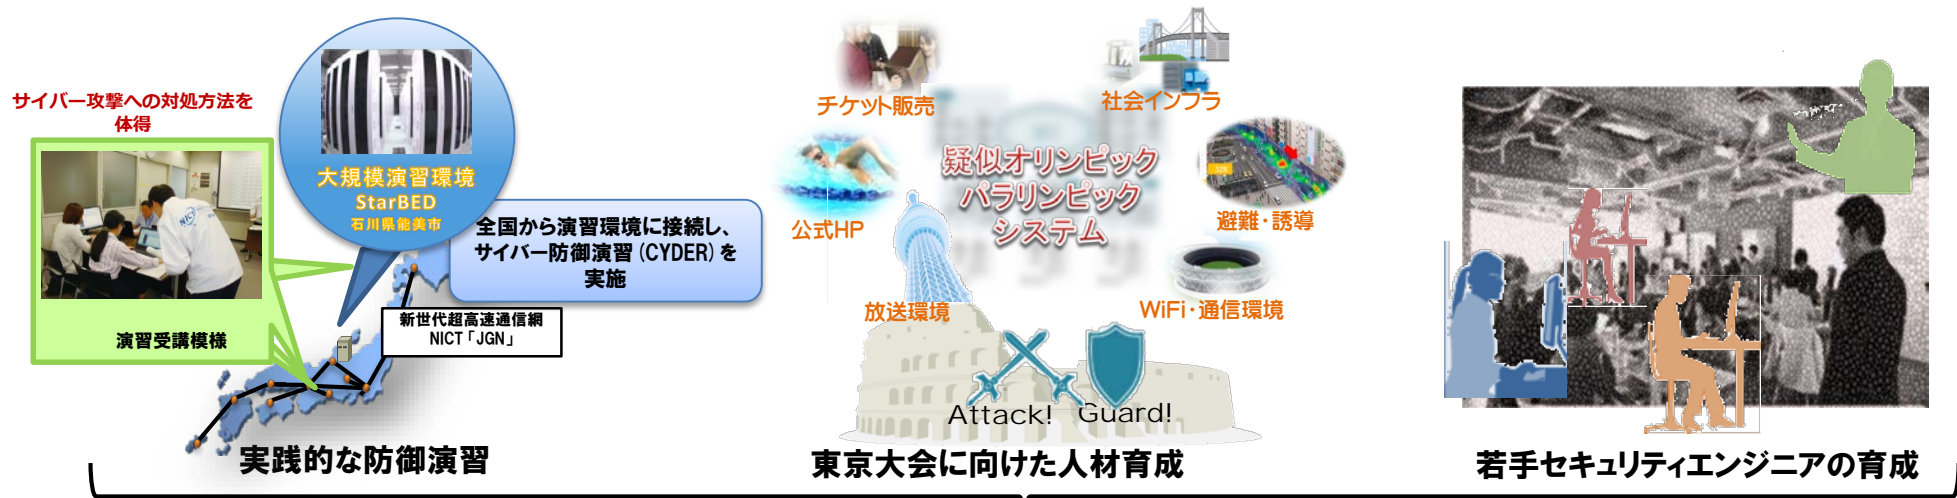 サイバー攻撃への対処方法を
体得
演習受講模様
大規模演習環境
StarBED
石川県能美市
全国から演習環境に接続し、
サイバー防御演習(CYDER)を
実施
新世代超高速通信網
NICT「JGN」
実践的な防御演習
チケット販売
社会インフラ
疑似オリンピック
パラリンピック
システム
公式HP
避難・誘導
放送環境
WiFi・通信環境
Attack!
Guard!
東京大会に向けた人材育成
若手セキュリティエンジニアの育成
NICT